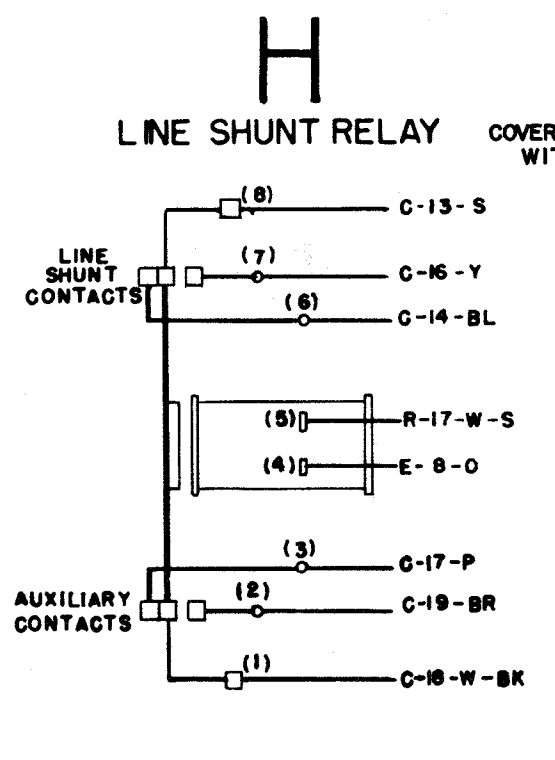 H
LINE SHUNT RELAY
COVER
WIT
(8)
C-13-S
LINE
SHUNT
CONTACTS
(7)
C-16-Y
(6)
C-14-BL
(5)
R-17-W-S
(4)
E-8-O
(3)
C-17-P
AUXILIARY
CONTACTS
(2)
C-19-BR
(1)
C-18-W-BK